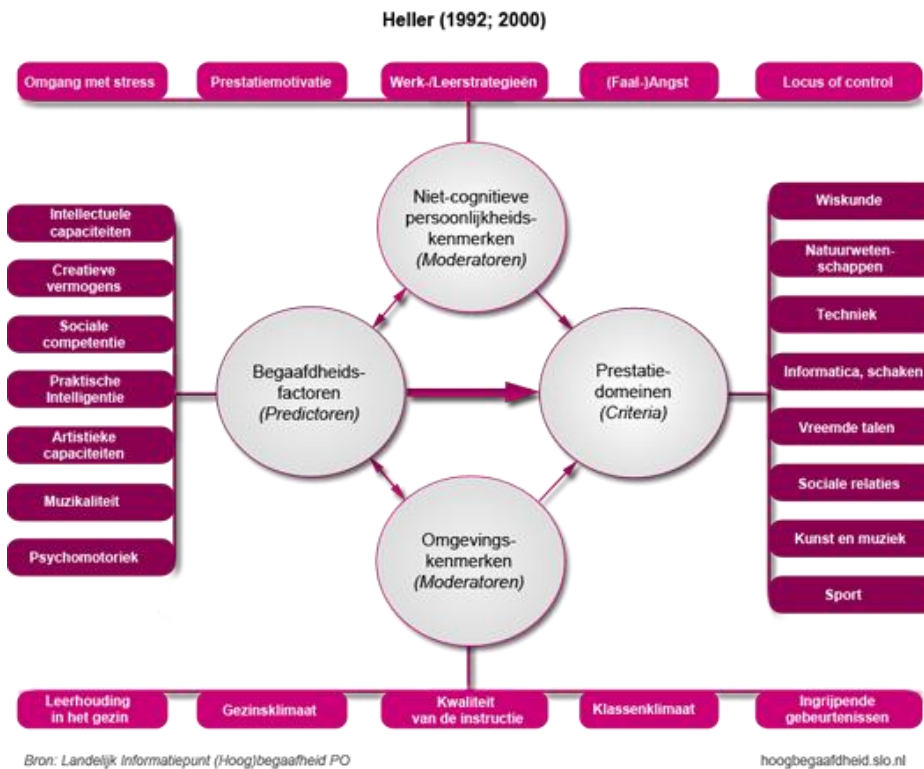 Heller (1992; 2000)
Omgang met stress
Prestatiemotivatie
Werk-/Leerstrategieën
(Faal-)Angst
Locus of control
Niet-cognitieve
persoonlijkheids-
kenmerken
(Moderatoren)
Intellectuele
capaciteiten
Creatieve
vermogens
Sociale
competentie
Praktische
Intelligentie
Artistieke
capaciteiten
Muzikaliteit
Psychomotoriek
Begaafdheids-
factoren
(Predictoren)
Prestatie-
domeinen
(Criteria)
Wiskunde
Natuurweten-
schappen
Techniek
Informatica, schaken
Vreemde talen
Sociale relaties
Kunst en muziek
Sport
Omgevings-
kenmerken
(Moderatoren)
Leerhouding
in het gezin
Gezinsklimaat
Kwaliteit
van de instructie
Klassenklimaat
Ingrijpende
gebeurtenissen
Bron: Landelijk Informatiepunt (Hoog)begaafheid PO
hoogbegaafdheid.slo.nl